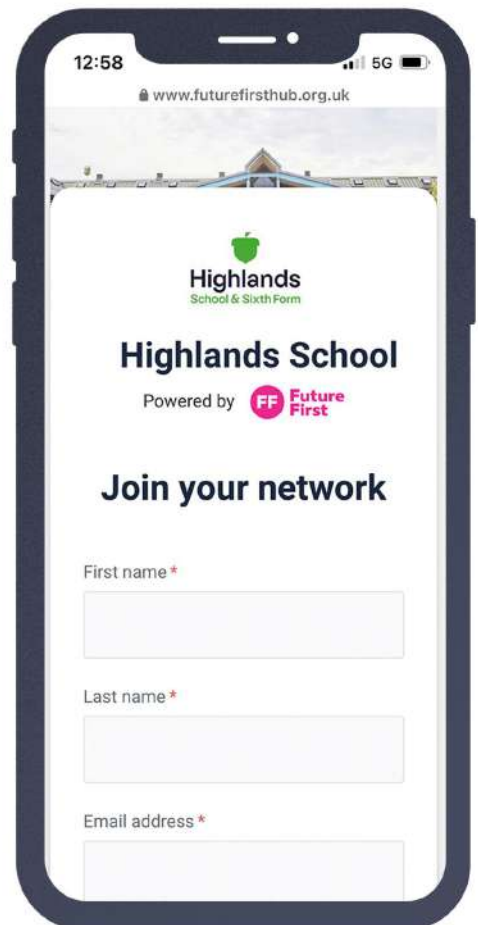 12:58
5G
www.futurefirsthub.org.uk
Highlands
School & Sixth Form
Highlands School
Powered by FF Future
First
Join your network
First name *
Last name *
Email address *